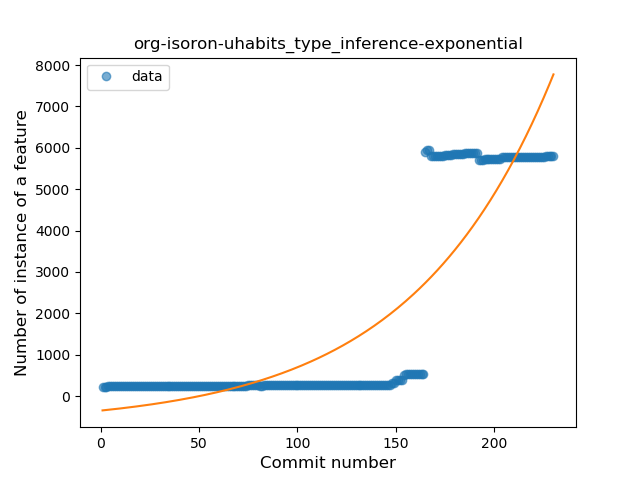 org-isoron-uhabits_type_inference-exponential
data
Number of instance of a feature
8000
7000
6000
5000
4000
3000
2000
1000
0
0 50 100 150 200
Commit number